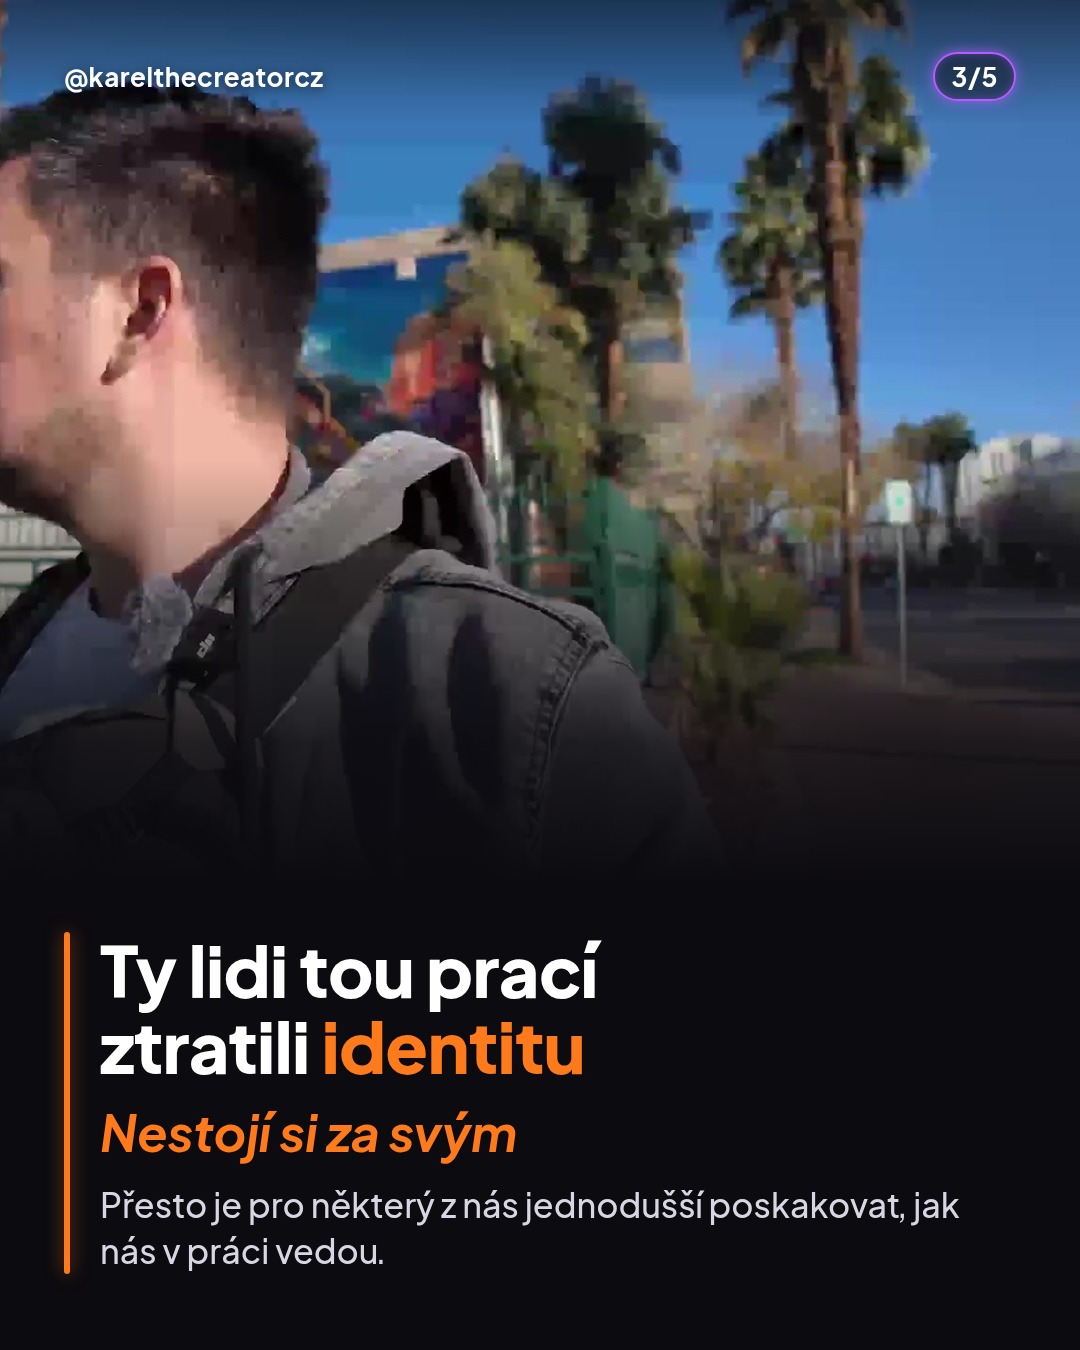 @karelthecreatorcz
3/5
dji
Ty lidi tou prací
ztratili identitu
Nestojí si za svým
Přesto je pro některý z nás jednodušší poskakovat, jak
nás v práci vedou.